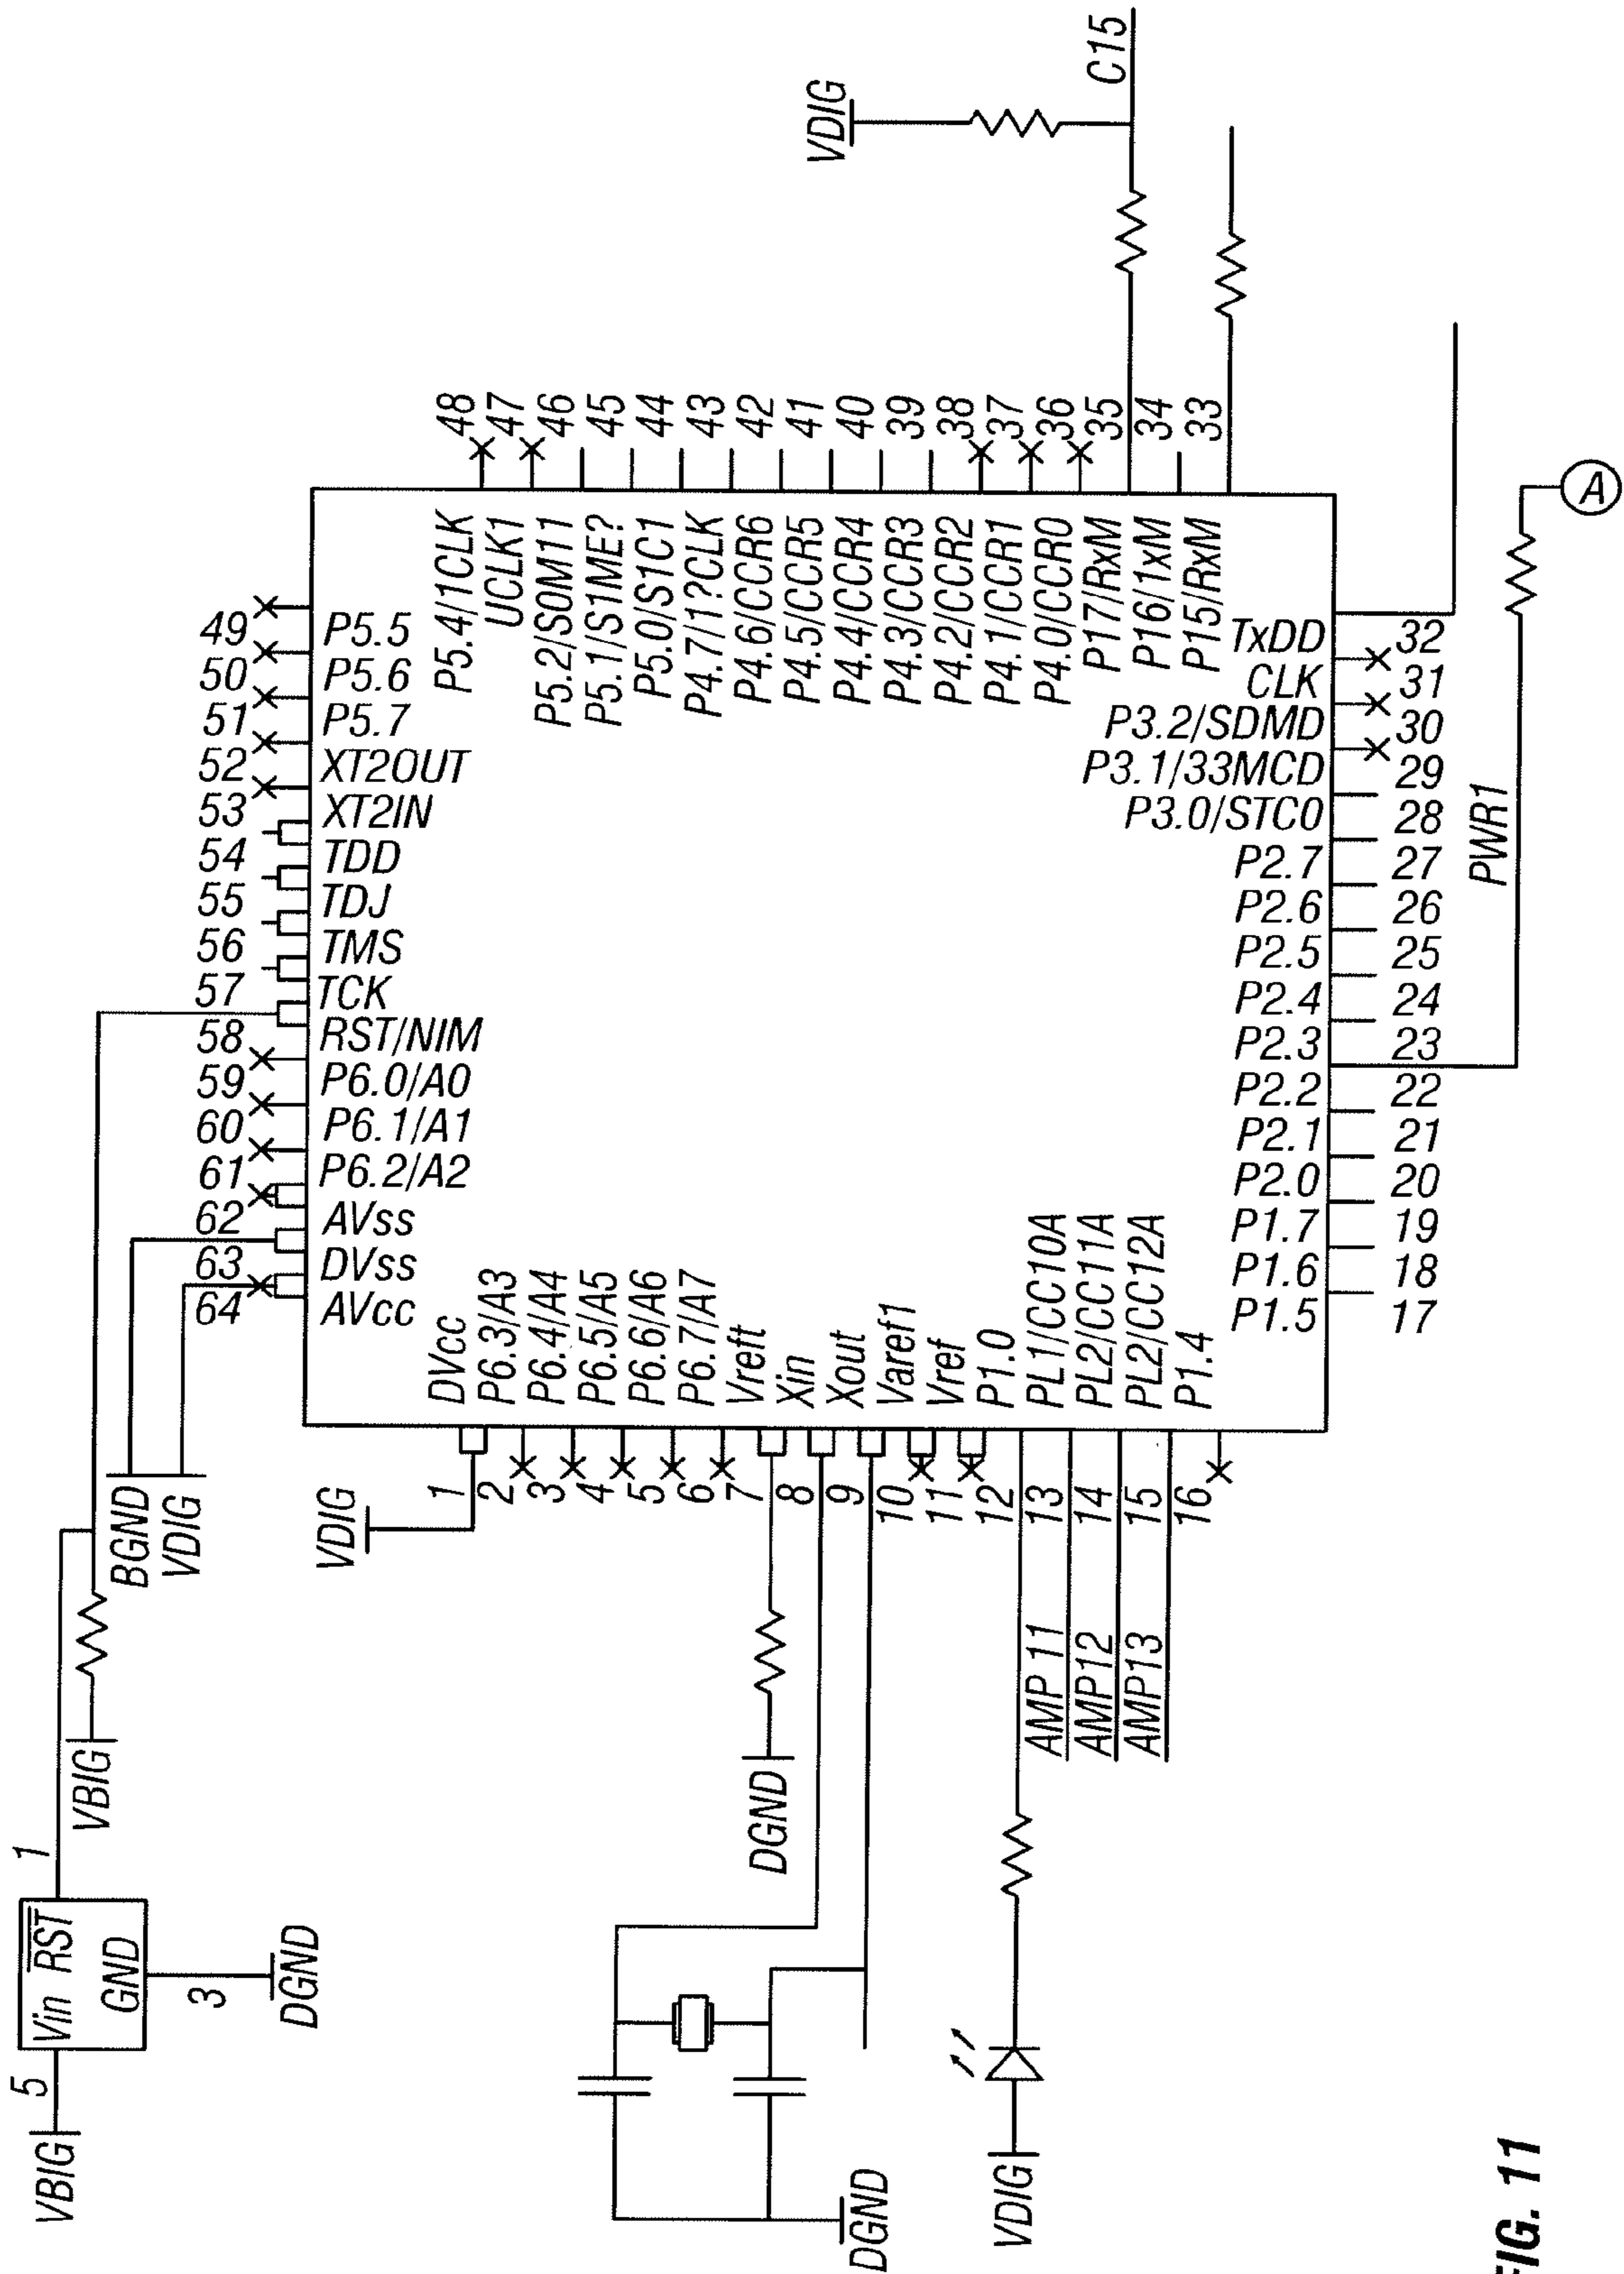 VBIG
5
Vin
RST
GND
1
3
DGND
VBIG
BGND
VDIG
49
50
51
52
53
54
55
56
57
58
59
60
61
62
63
64
P5.5
P5.6
P5.7
XT2OUT
XT2IN
TDD
TDJ
TMS
TCK
RST/NIM
P6.0/A0
P6.1/A1
P6.2/A2
AVss
DVss
AVcc
VDIG
1
2
3
4
5
6
7
8
9
10
11
12
13
14
15
16
DVcc
P6.3/A3
P6.4/A4
P6.5/A5
P6.6/A6
P6.7/A7
Vreft
Xin
Xout
Varef1
Vref
P1.0
PL1/CC10A
PL2/CC11A
PL2/CC12A
P1.4
DGND
DGND
VDIG
AMP 11
AMP12
AMP13
48
47
46
45
44
43
42
41
40
39
38
37
36
35
34
33
P5.4/1CLK
UCLK1
P5.2/S0M11
P5.1/S1ME?
P5.0/S1C1
P4.7/1?CLK
P4.6/CCR6
P4.5/CCR5
P4.4/CCR4
P4.3/CCR3
P4.2/CCR2
P4.1/CCR1
P4.0/CCR0
P17/RxM
P16/1xM
P15/RxM
VDIG
C15
TxDD
CLK
P3.2/SDMD
P3.1/33MCD
P3.0/STC0
P2.7
P2.6
P2.5
P2.4
P2.3
P2.2
P2.1
P2.0
P1.7
P1.6
P1.5
32
31
30
29
28
27
26
25
24
23
22
21
20
19
18
17
PWR1
A
FIG. 11